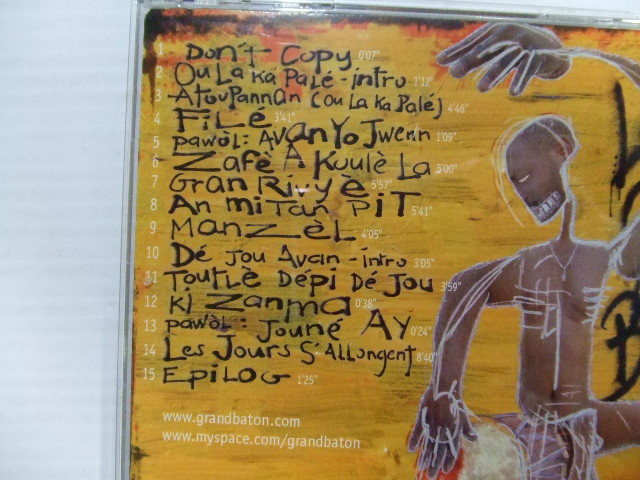 1 Don't Copy 0'07"
2 Ou La Ka Palé - intro 1'12"
3 Atoupannan (ou La Ka Palé) 4'46"
4 Filé 3'41"
5 pawòl: Avan Yo Jwenn 1'09"
6 Zafè A Koulè La 5'00"
7 Gran Rivyè 5'57"
8 An mitan Pit 5'41"
9 Manzèl 4'05"
10 Dé Jou Avan - intro 3'05"
11 Toutlè Dépi Dé Jou 3'59"
12 Ki Zanma 0'38"
13 pawòl: Jouné Ay 0'24"
14 Les Jours S'Allongent 8'40"
15 Epilog 1'25"
www.grandbaton.com
www.myspace.com/grandbaton